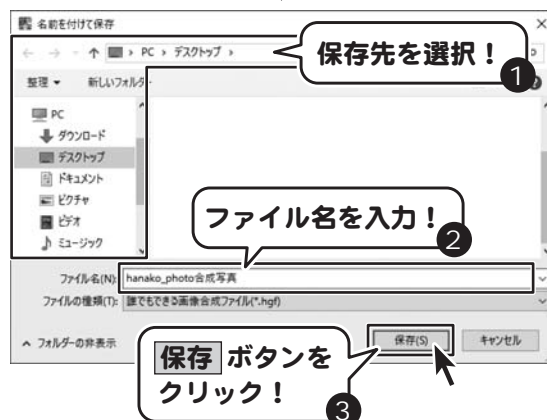 名前を付けて保存
PC › デスクトップ ›
保存先を選択！
1
整理 新しいフォルダー
PC
ダウンロード
デスクトップ
ドキュメント
ピクチャ
ビデオ
ミュージック
ファイル名を入力！
2
ファイル名(N): hanako_photo合成写真
ファイルの種類(T): 誰でもできる画像合成ファイル(*.hgf)
フォルダーの非表示
保存(S) キャンセル
保存 ボタンを
クリック！
3